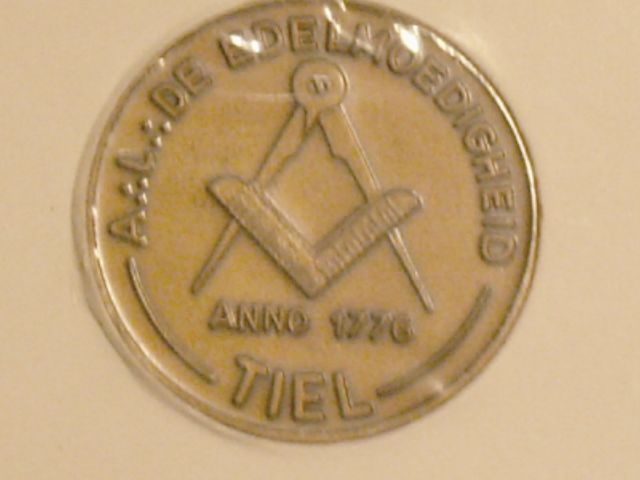 A∴L∴ DE EDELMOEDIGHEID
ANNO 1776
TIEL